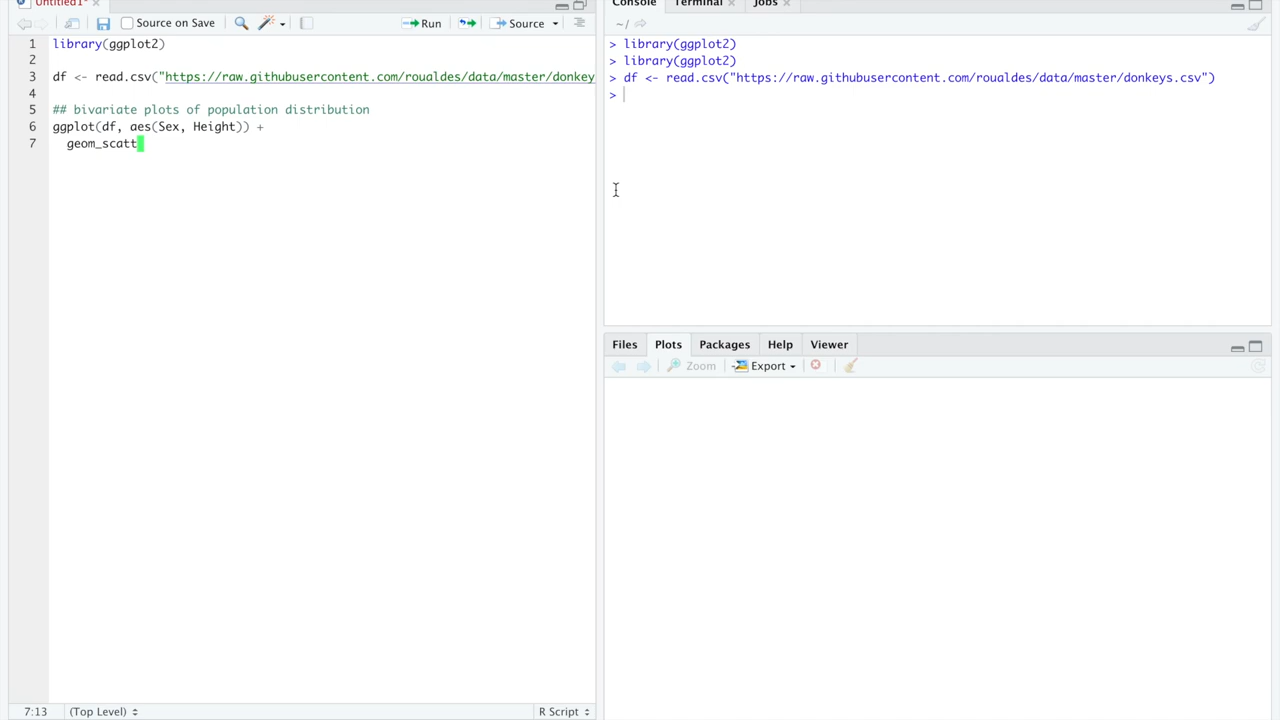 Untitled1*
Source on Save
Run
Source
1 library(ggplot2)
2
3 df <- read.csv("https://raw.githubusercontent.com/roualdes/data/master/donkey
4
5 ## bivariate plots of population distribution
6 ggplot(df, aes(Sex, Height)) +
7 geom_scatt
7:13 (Top Level) R Script
Console Terminal Jobs
~/
> library(ggplot2)
> library(ggplot2)
> df <- read.csv("https://raw.githubusercontent.com/roualdes/data/master/donkeys.csv")
>
Files Plots Packages Help Viewer
Zoom Export